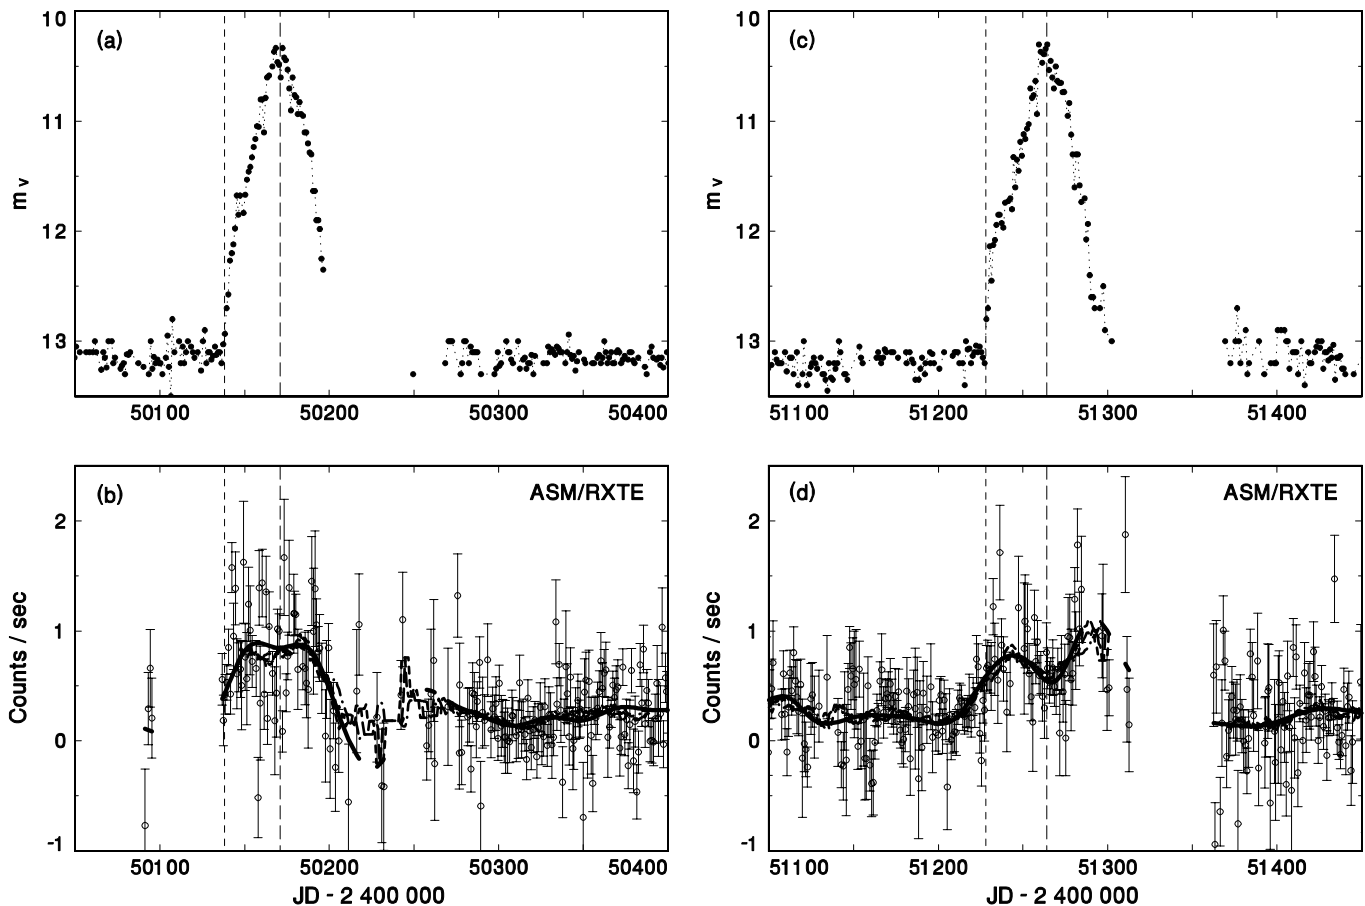 10
(a)
11
m v
12
13
50100 50200 50300 50400
10
(c)
11
m v
12
13
51100 51200 51300 51400
(b) ASM/RXTE
2
1
Counts / sec
0
-1
50100 50200 50300 50400
JD - 2 400 000
(d) ASM/RXTE
2
1
Counts / sec
0
-1
51100 51200 51300 51400
JD - 2 400 000